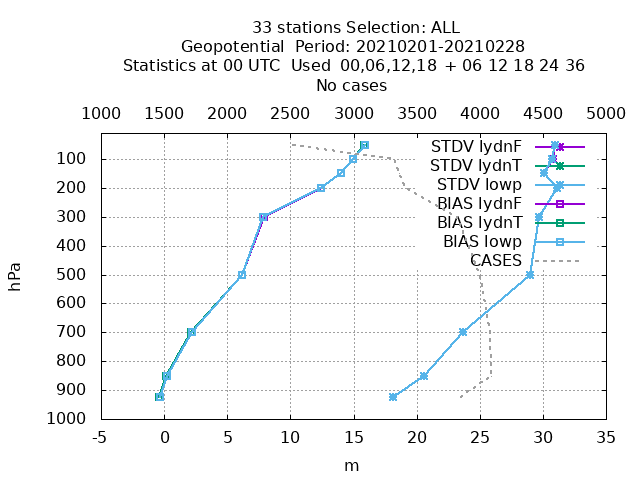 33 stations Selection: ALL
Geopotential  Period: 20210201-20210228
Statistics at 00 UTC  Used  00,06,12,18  + 06 12 18 24 36
No cases
1000 1500 2000 2500 3000 3500 4000 4500 5000
STDV lydnF
STDV lydnT
STDV lowp
BIAS lydnF
BIAS lydnT
BIAS lowp
CASES
100
200
300
400
500
600
700
800
900
1000
hPa
-5 0 5 10 15 20 25 30 35
m